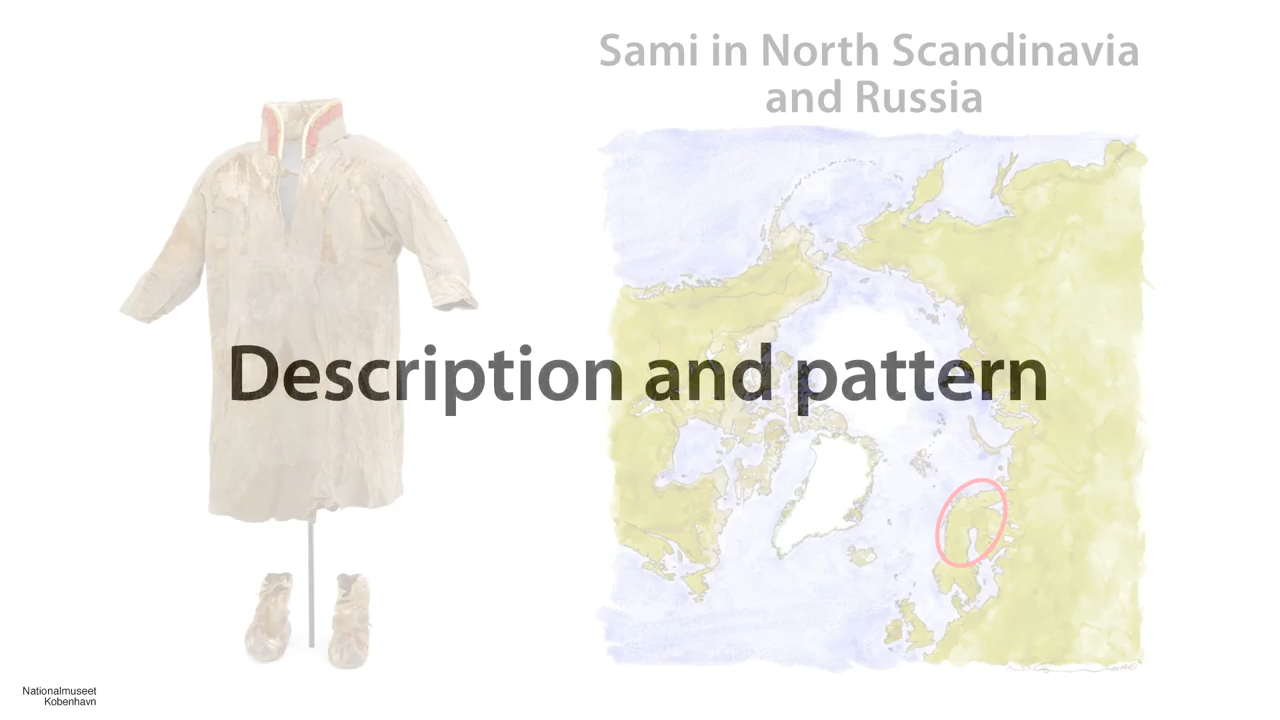 Sami in North Scandinavia
and Russia
Description and pattern
Nationalmuseet
Kobenhavn